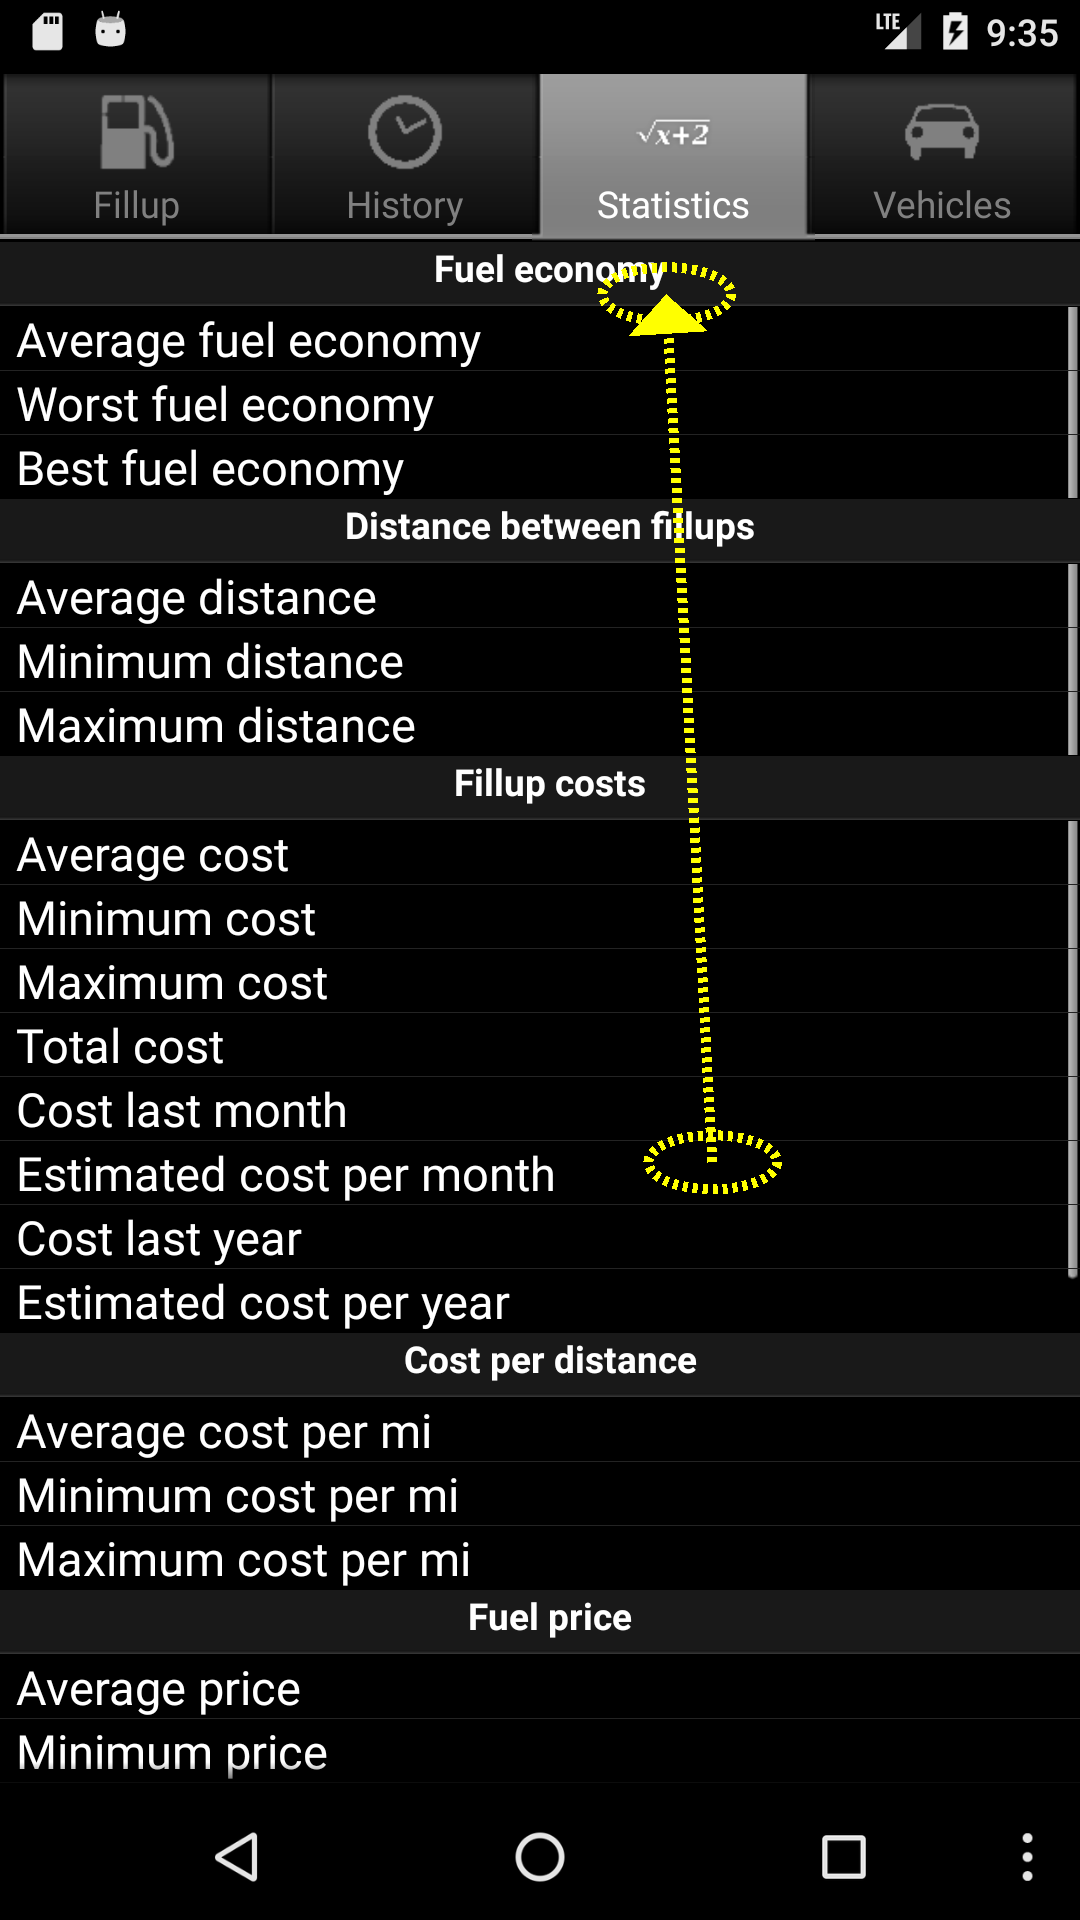 LTE 9:35
√x+2
Fillup History Statistics Vehicles
Fuel economy
Average fuel economy
Worst fuel economy
Best fuel economy
Distance between fillups
Average distance
Minimum distance
Maximum distance
Fillup costs
Average cost
Minimum cost
Maximum cost
Total cost
Cost last month
Estimated cost per month
Cost last year
Estimated cost per year
Cost per distance
Average cost per mi
Minimum cost per mi
Maximum cost per mi
Fuel price
Average price
Minimum price